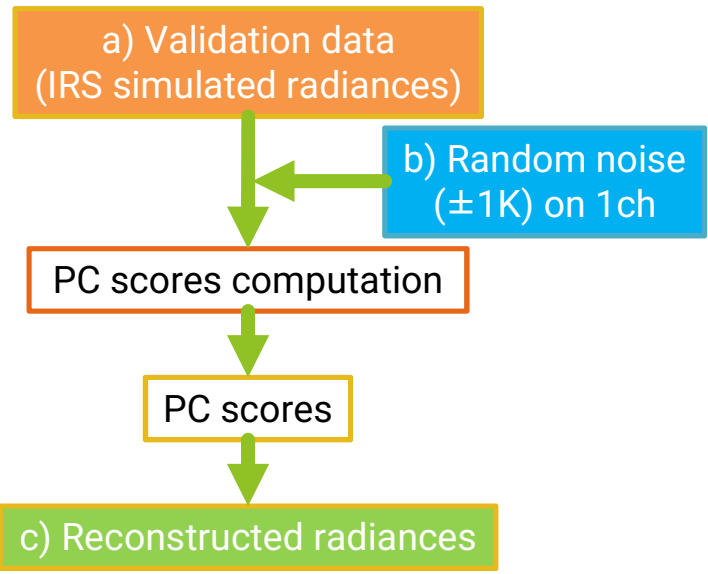 a) Validation data
(IRS simulated radiances)
b) Random noise
(±1K) on 1ch
PC scores computation
PC scores
c) Reconstructed radiances